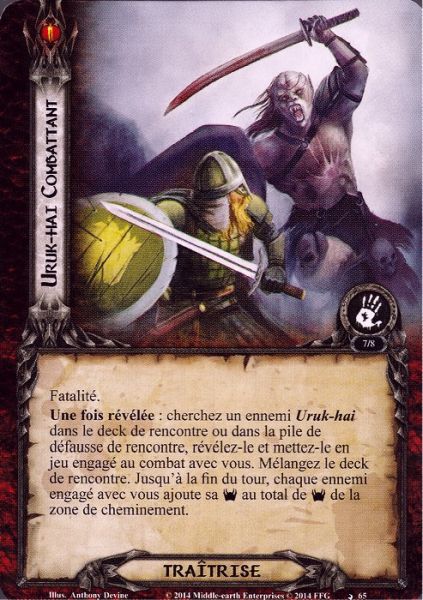 URUK-HAI COMBATTANT
7/8
Fatalité.
Une fois révélée : cherchez un ennemi Uruk-hai
dans le deck de rencontre ou dans la pile de
défausse de rencontre, révélez-le et mettez-le en
jeu engagé au combat avec vous. Mélangez le deck
de rencontre. Jusqu'à la fin du tour, chaque ennemi
engagé avec vous ajoute sa au total de de la
zone de cheminement.
TRAÎTRISE
Illus. Anthony Devine © 2014 Middle-earth Enterprises © 2014 FFG 65